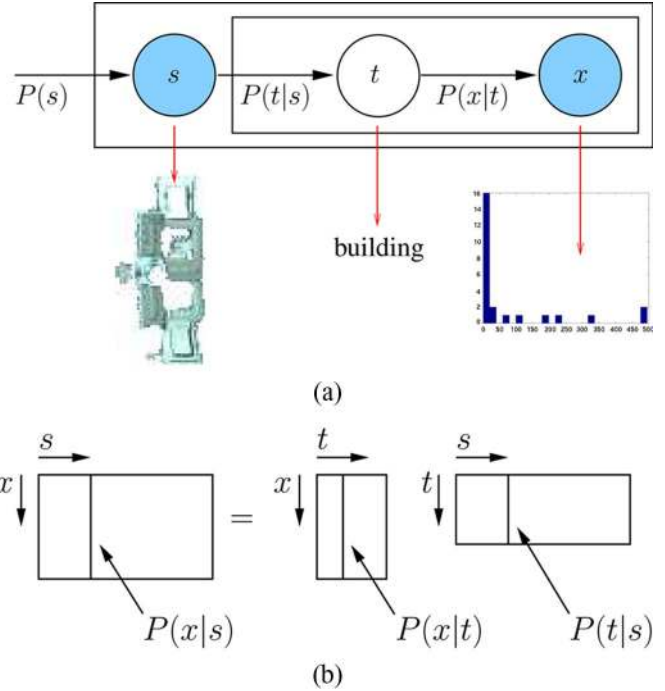 s t x
P(s) P(t|s) P(x|t)
building
16
14
12
10
8
6
4
2
0
0 50 100 150 200 250 300 350 400 450 500
(a)
s t s
x = x t
P(x|s) P(x|t) P(t|s)
(b)